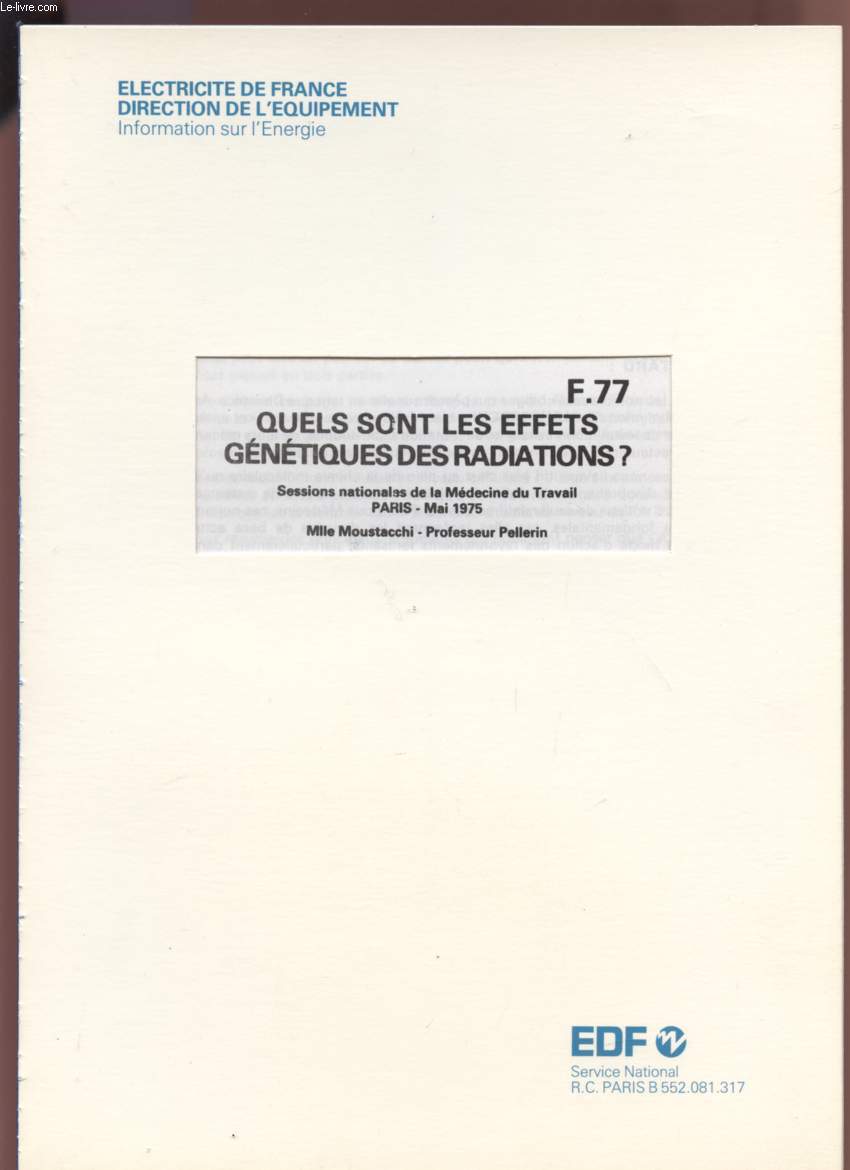 Le-livre.com
ELECTRICITE DE FRANCE
DIRECTION DE L'EQUIPEMENT
Information sur l'Energie
F.77
QUELS SONT LES EFFETS
GÉNÉTIQUES DES RADIATIONS ?
Sessions nationales de la Médecine du Travail
PARIS - Mai 1975
Mlle Moustacchi - Professeur Pellerin
EDF
Service National
R.C. PARIS B 552.081.317